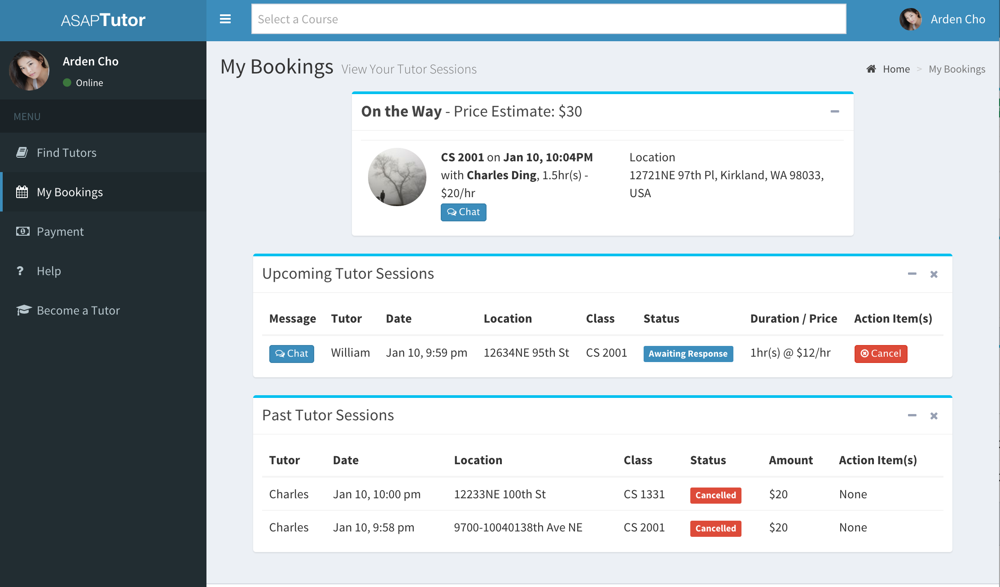 ASAPTutor
Select a Course
Arden Cho
Arden Cho
Online
MENU
Find Tutors
My Bookings
Payment
Help
Become a Tutor
My Bookings View Your Tutor Sessions
Home > My Bookings
On the Way - Price Estimate: $30
CS 2001 on Jan 10, 10:04PM
with Charles Ding, 1.5hr(s) -
$20/hr
Chat
Location
12721NE 97th Pl, Kirkland, WA 98033,
USA
Upcoming Tutor Sessions
Message Tutor Date Location Class Status Duration / Price Action Item(s)
Chat William Jan 10, 9:59 pm 12634NE 95th St CS 2001 Awaiting Response 1hr(s) @ $12/hr Cancel
Past Tutor Sessions
Tutor Date Location Class Status Amount Action Item(s)
Charles Jan 10, 10:00 pm 12233NE 100th St CS 1331 Cancelled $20 None
Charles Jan 10, 9:58 pm 9700-10040138th Ave NE CS 2001 Cancelled $20 None